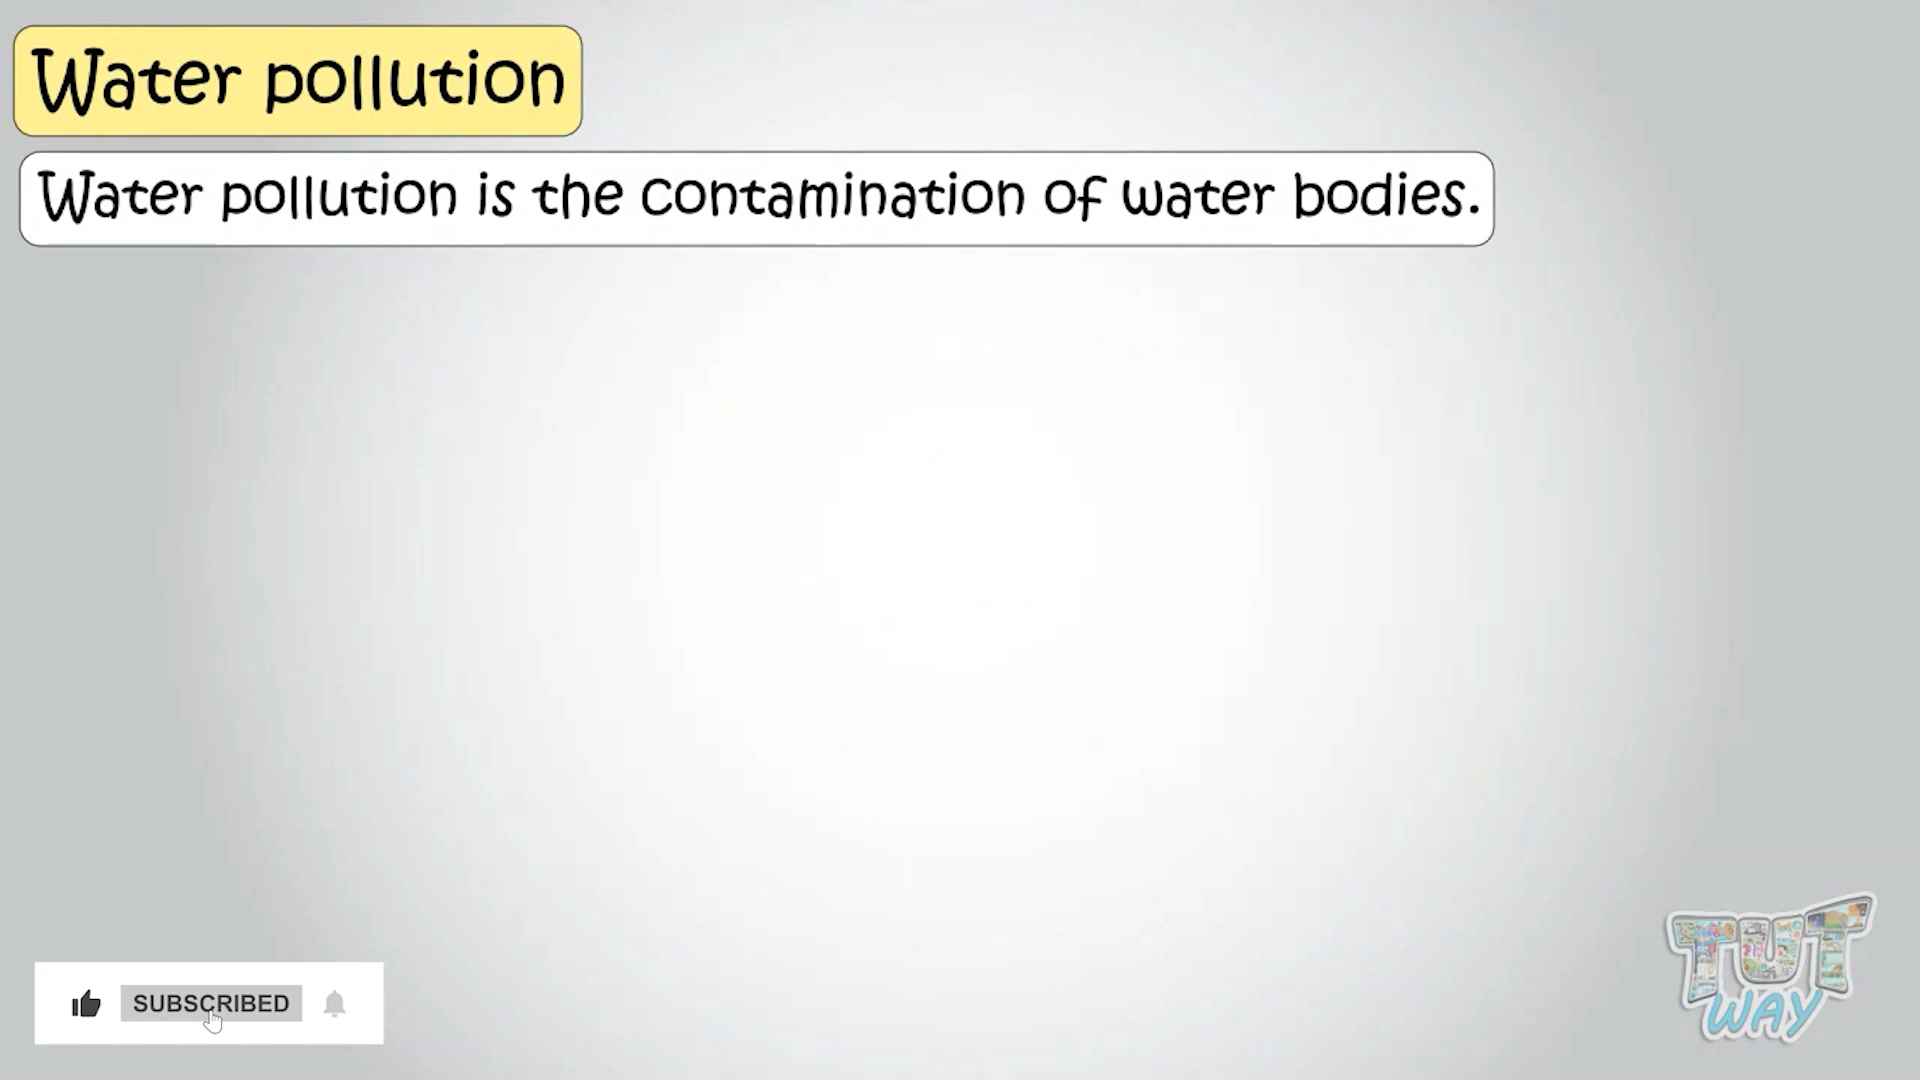 Water pollution
Water pollution is the contamination of water bodies.
SUBSCRIBED
TUT
WAY